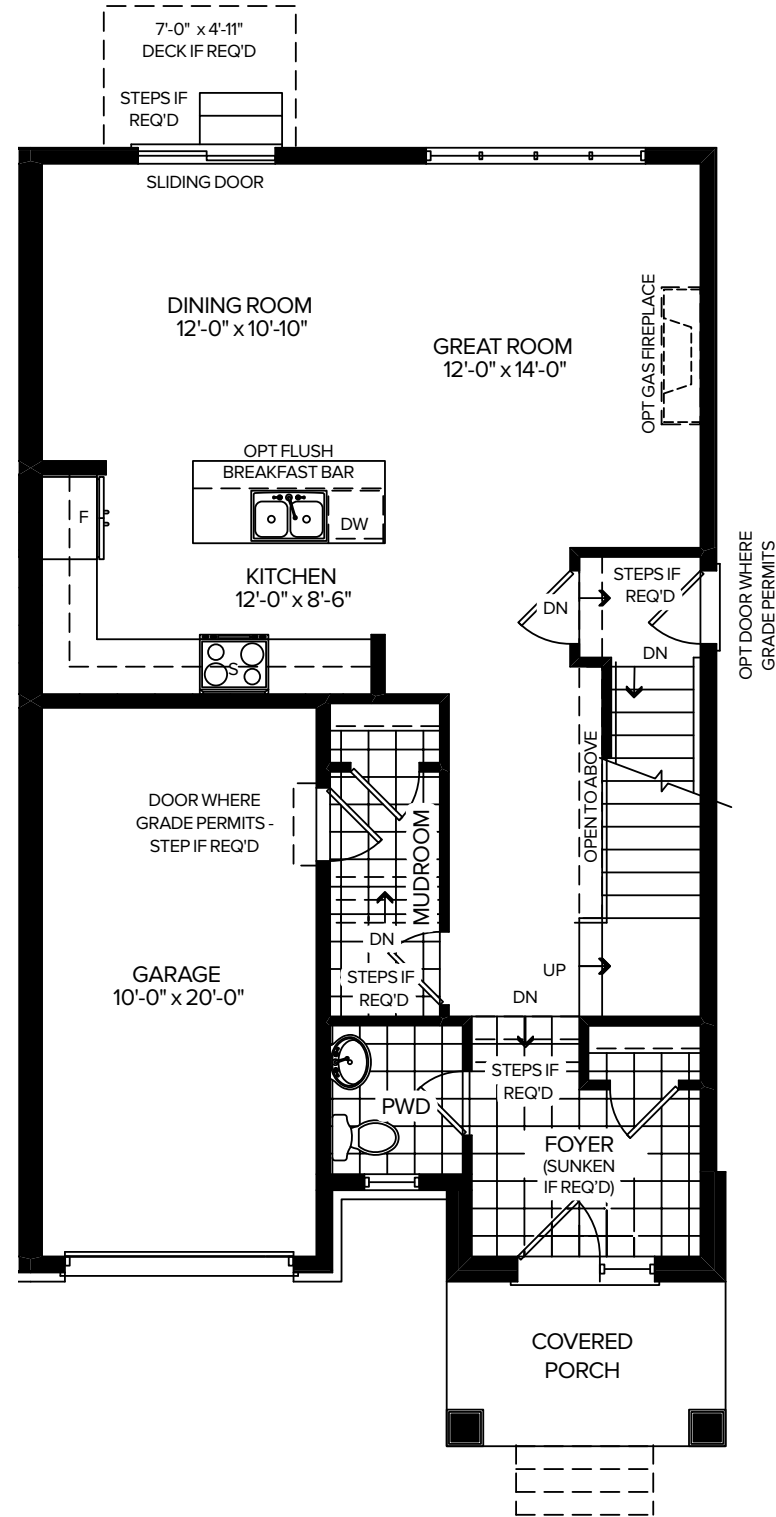 7'-0" x 4'-11"
DECK IF REQ'D
STEPS IF
REQ'D
SLIDING DOOR
DINING ROOM
12'-0" x 10'-10"
GREAT ROOM
12'-0" x 14'-0"
OPT GAS FIREPLACE
OPT FLUSH
BREAKFAST BAR
DW
F
KITCHEN
12'-0" x 8'-6"
S
STEPS IF
REQ'D
DN
DN
OPT DOOR WHERE
GRADE PERMITS
OPEN TO ABOVE
DOOR WHERE
GRADE PERMITS -
STEP IF REQ'D
MUDROOM
DN
STEPS IF
REQ'D
GARAGE
10'-0" x 20'-0"
UP
DN
STEPS IF
REQ'D
PWD
FOYER
(SUNKEN
IF REQ'D)
COVERED
PORCH